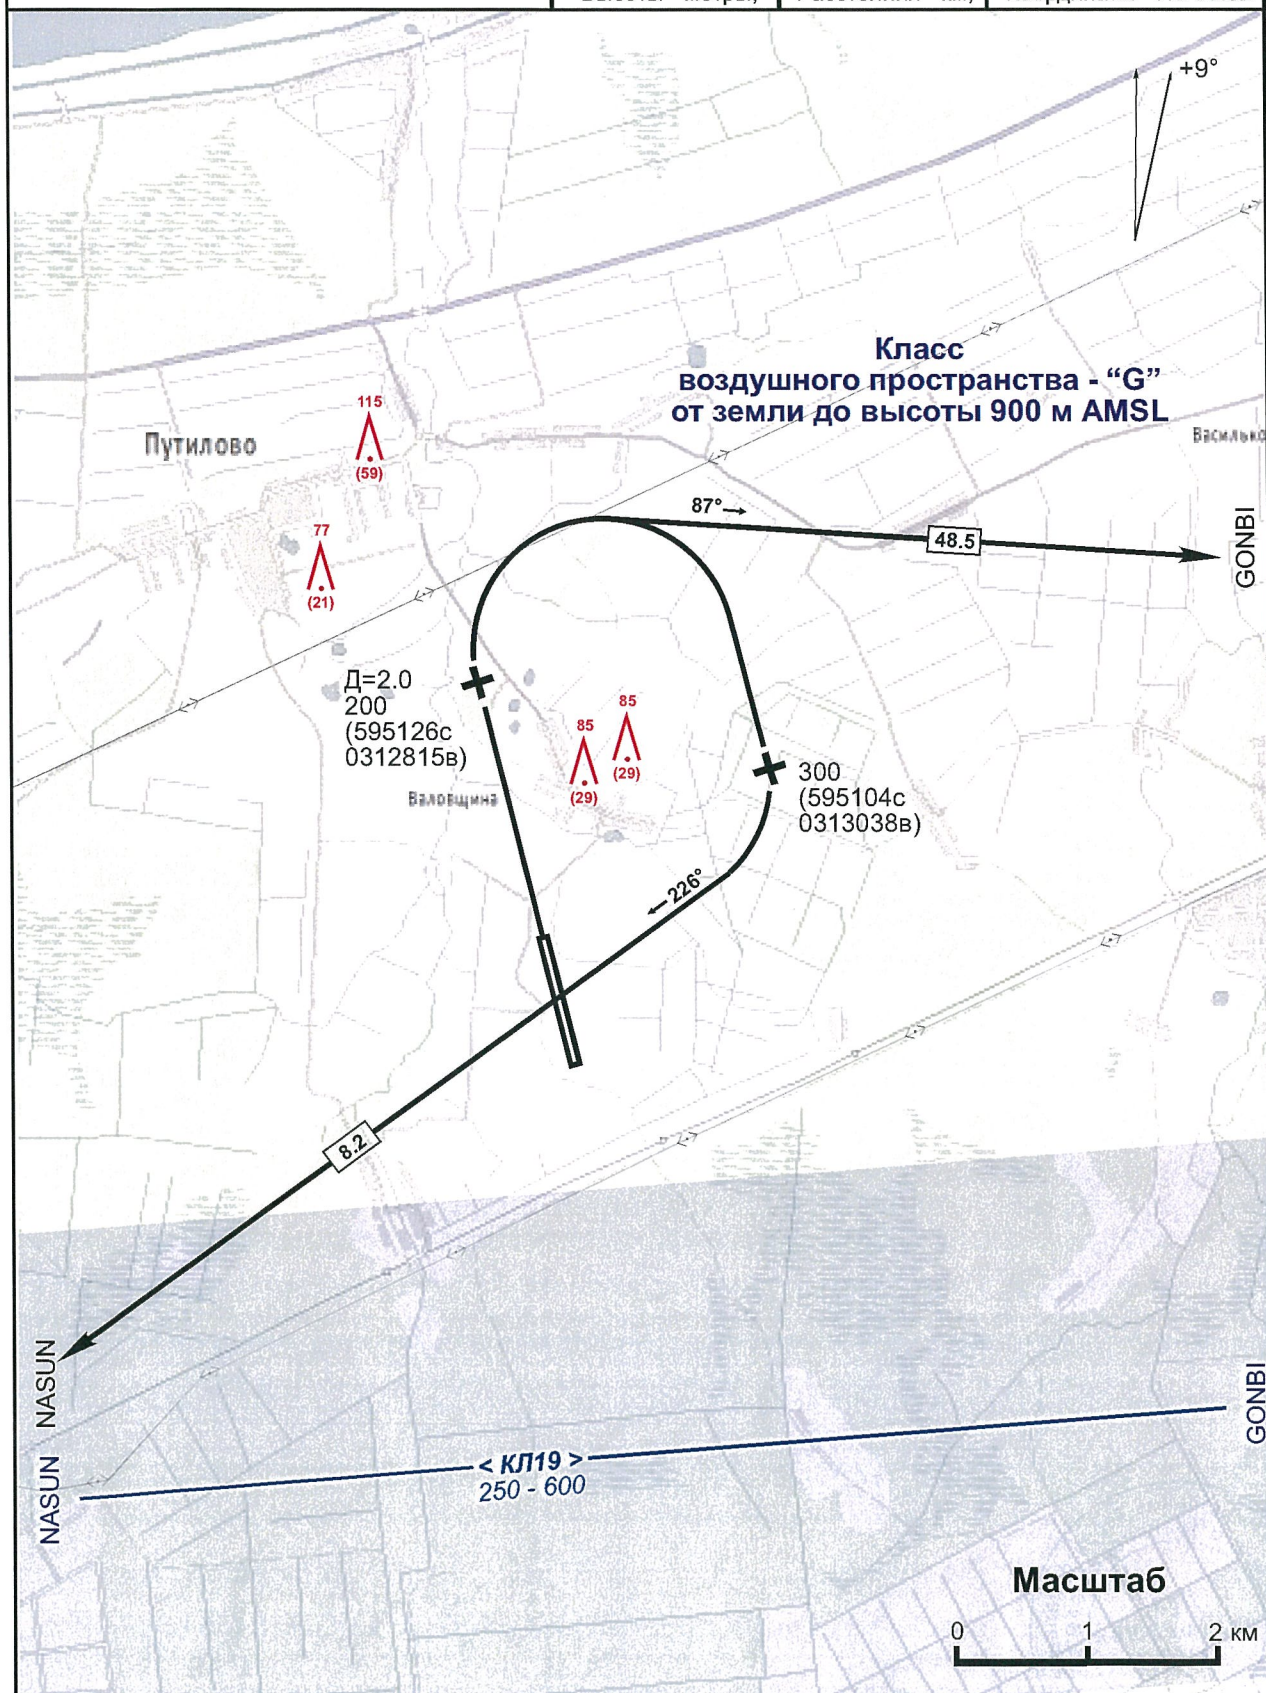 +9°
Класс
воздушного пространства - “G”
от земли до высоты 900 м AMSL
115
(59)
Путилово
77
(21)
87°
48.5
GONBI
Д=2.0
200
(595126с
0312815в)
85
(29)
85
(29)
Валовщина
300
(595104с
0313038в)
226°
8.2
NASUN
NASUN
< КЛ19 >
250 - 600
GONBI
Масштаб
0 1 2 км